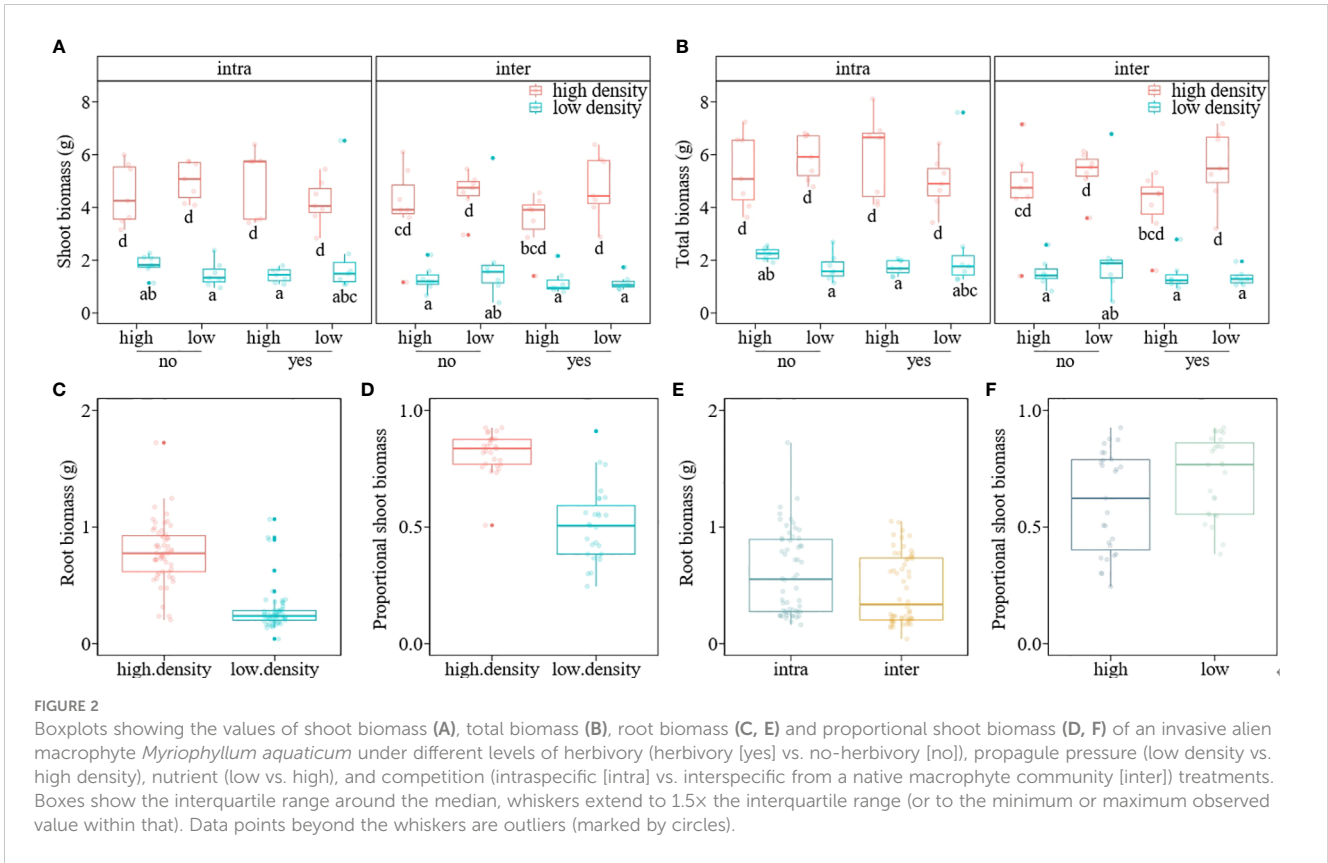 A
B
intra
inter
intra
inter
high density
low density
high density
low density
Shoot biomass (g)
8
6
4
2
0
d
d
d
d
cd
d
bcd
d
ab
a
a
abc
a
ab
a
a
high
low
high
low
high
low
high
low
no
yes
no
yes
Total biomass (g)
8
6
4
2
0
d
d
d
d
cd
d
bcd
d
ab
a
a
abc
a
ab
a
a
high
low
high
low
high
low
high
low
no
yes
no
yes
C
Root biomass (g)
2
1
0
high.density
low.density
D
Proportional shoot biomass
1.0
0.5
0.0
high.density
low.density
E
Root biomass (g)
2
1
0
intra
inter
F
Proportional shoot biomass
1.0
0.5
0.0
high
low
FIGURE 2
Boxplots showing the values of shoot biomass (A), total biomass (B), root biomass (C, E) and proportional shoot biomass (D, F) of an invasive alien
macrophyte Myriophyllum aquaticum under different levels of herbivory (herbivory [yes] vs. no-herbivory [no]), propagule pressure (low density vs.
high density), nutrient (low vs. high), and competition (intraspecific [intra] vs. interspecific from a native macrophyte community [inter]) treatments.
Boxes show the interquartile range around the median, whiskers extend to 1.5× the interquartile range (or to the minimum or maximum observed
value within that). Data points beyond the whiskers are outliers (marked by circles).